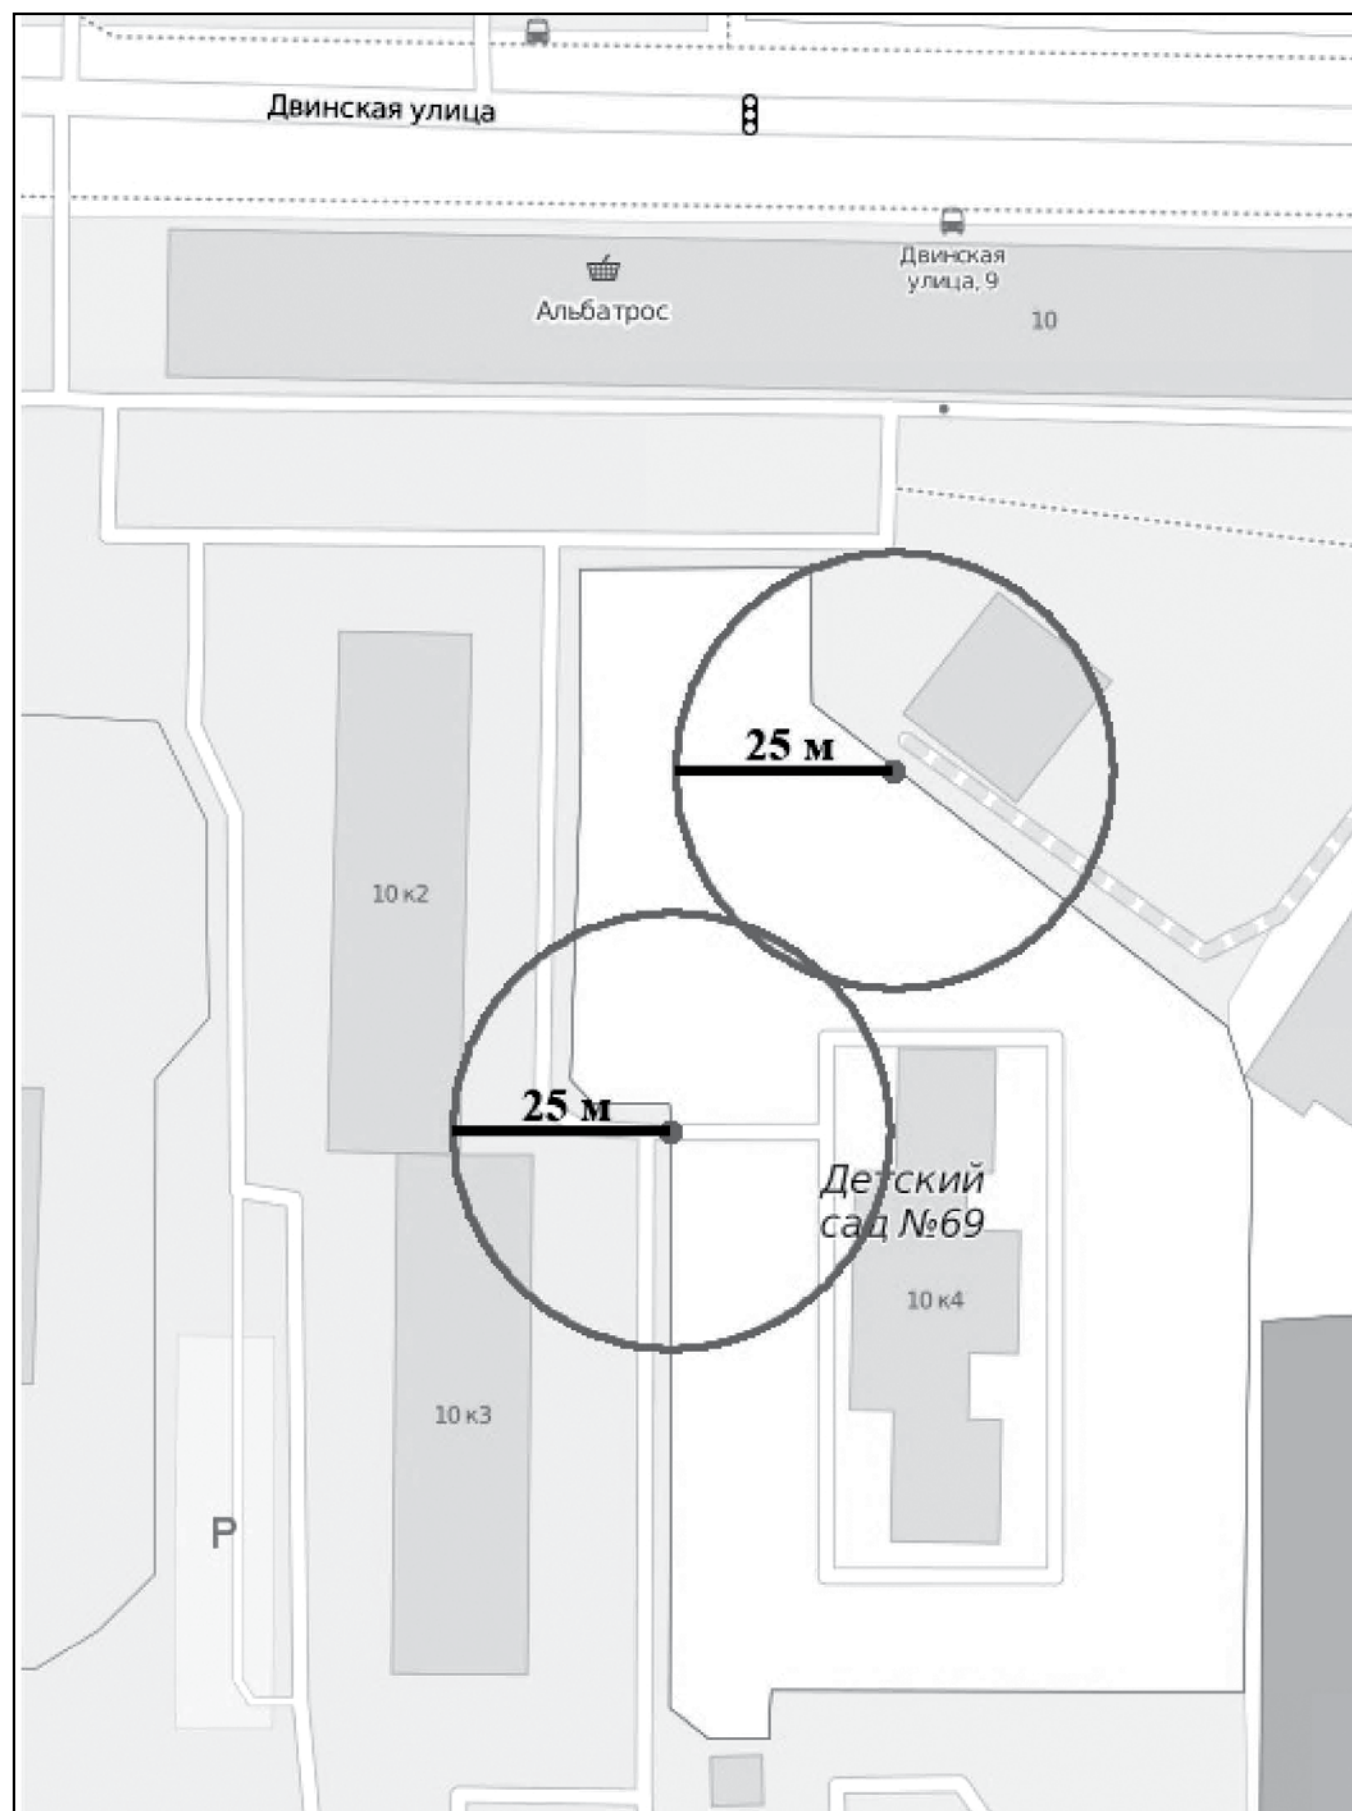 Двинская улица
Двинская
улица, 9
Альбатрос
10
25 м
10 к2
25 м
Детский
сад №69
10 к4
10 к3
P